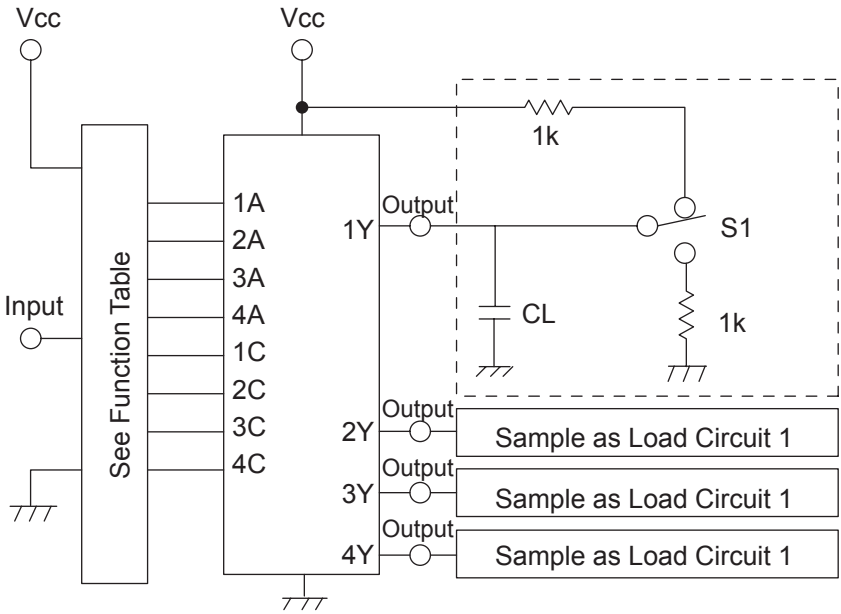 Vcc
Vcc
1k
Output
1A
1Y
S1
2A
3A
Input
4A
CL
1k
1C
See Function Table
2C
Output
3C
2Y
Sample as Load Circuit 1
4C
Output
3Y
Sample as Load Circuit 1
Output
4Y
Sample as Load Circuit 1